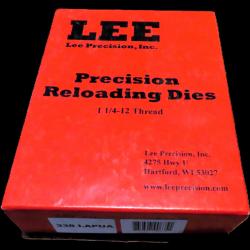 LEE
Lee Precision, Inc.
Precision
Reloading Dies
1 1/4-12 Thread
Lee Precision, Inc.
4275 Hwy U
Hartford, WI 53027
www.leeprecision.com
338 LAPUA